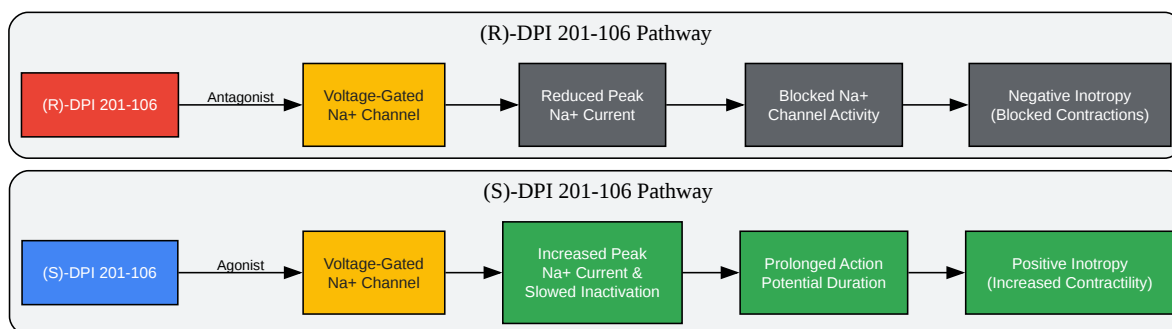 (R)-DPI 201-106 Pathway
(R)-DPI 201-106
Antagonist
Voltage-Gated
Na+ Channel
Reduced Peak
Na+ Current
Blocked Na+
Channel Activity
Negative Inotropy
(Blocked Contractions)
(S)-DPI 201-106 Pathway
(S)-DPI 201-106
Agonist
Voltage-Gated
Na+ Channel
Increased Peak
Na+ Current &
Slowed Inactivation
Prolonged Action
Potential Duration
Positive Inotropy
(Increased Contractility)